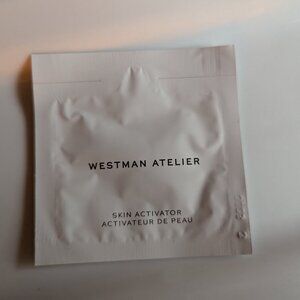 WESTMAN ATELIER
SKIN ACTIVATOR
ACTIVATEUR DE PEAU